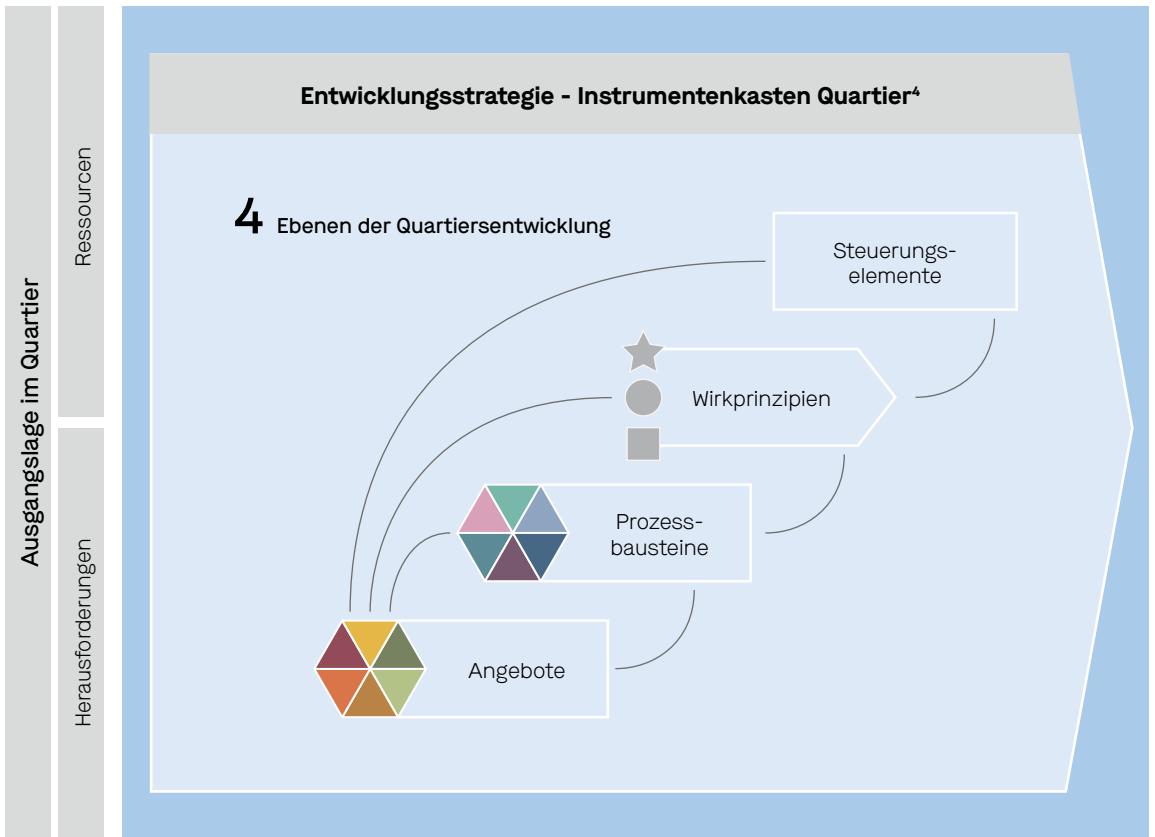 Ausgangslage im Quartier
Ressourcen
Herausforderungen
Entwicklungsstrategie - Instrumentenkasten Quartier⁴
4 Ebenen der Quartiersentwicklung
Steuerungs-
elemente
Wirkprinzipien
Prozess-
bausteine
Angebote